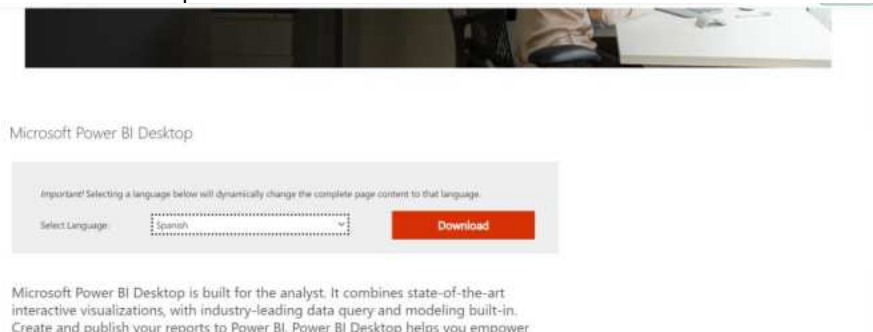 Microsoft Power BI Desktop
Important! Selecting a language below will dynamically change the complete page content to that language.
Select Language: Spanish Download
Microsoft Power BI Desktop is built for the analyst. It combines state-of-the-art
interactive visualizations, with industry-leading data query and modeling built-in.
Create and publish your reports to Power BI. Power BI Desktop helps you empower